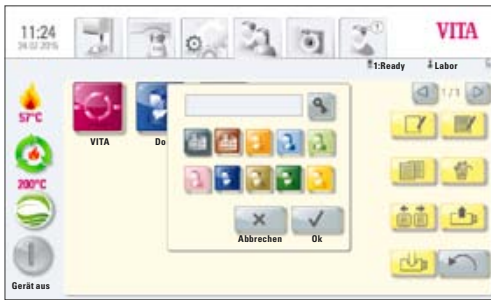 11:24
24.02.2015
1
VITA
1:Ready
Labor
1/1
57°C
VITA
Do
200°C
Abbrechen
Ok
Gerät aus